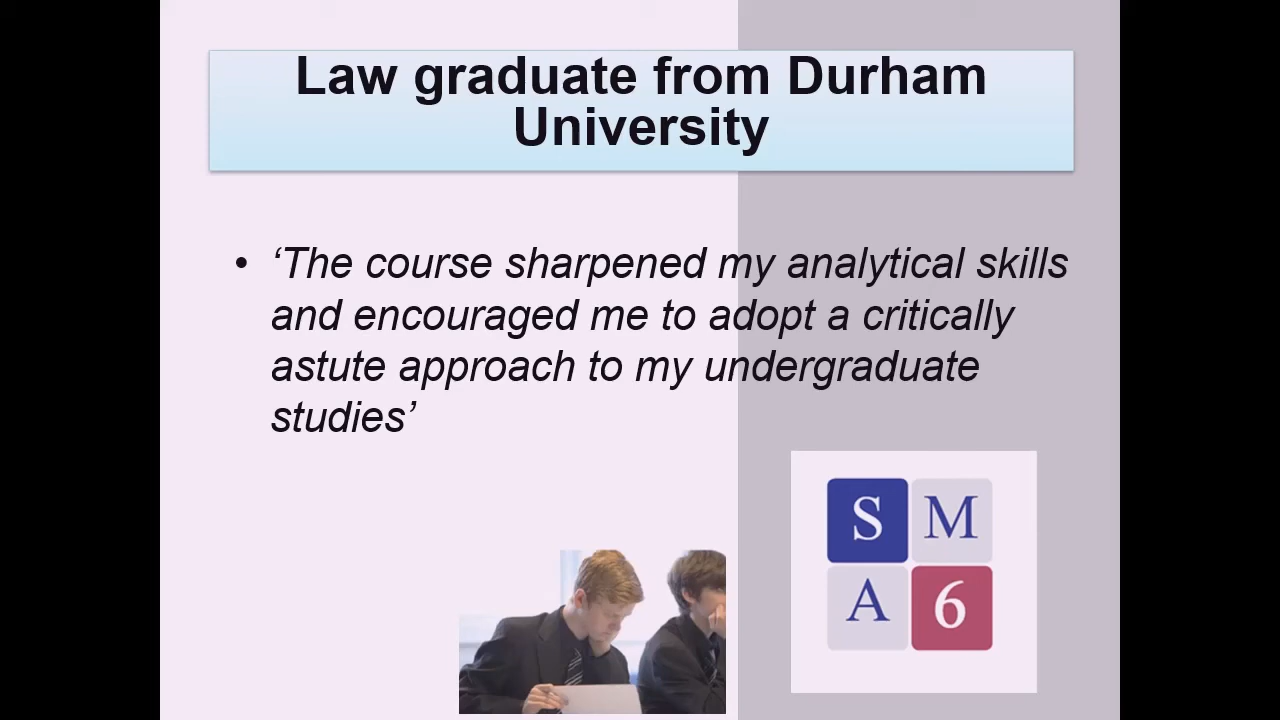 Law graduate from Durham
University
• ‘The course sharpened my analytical skills
and encouraged me to adopt a critically
astute approach to my undergraduate
studies’
S M
A 6